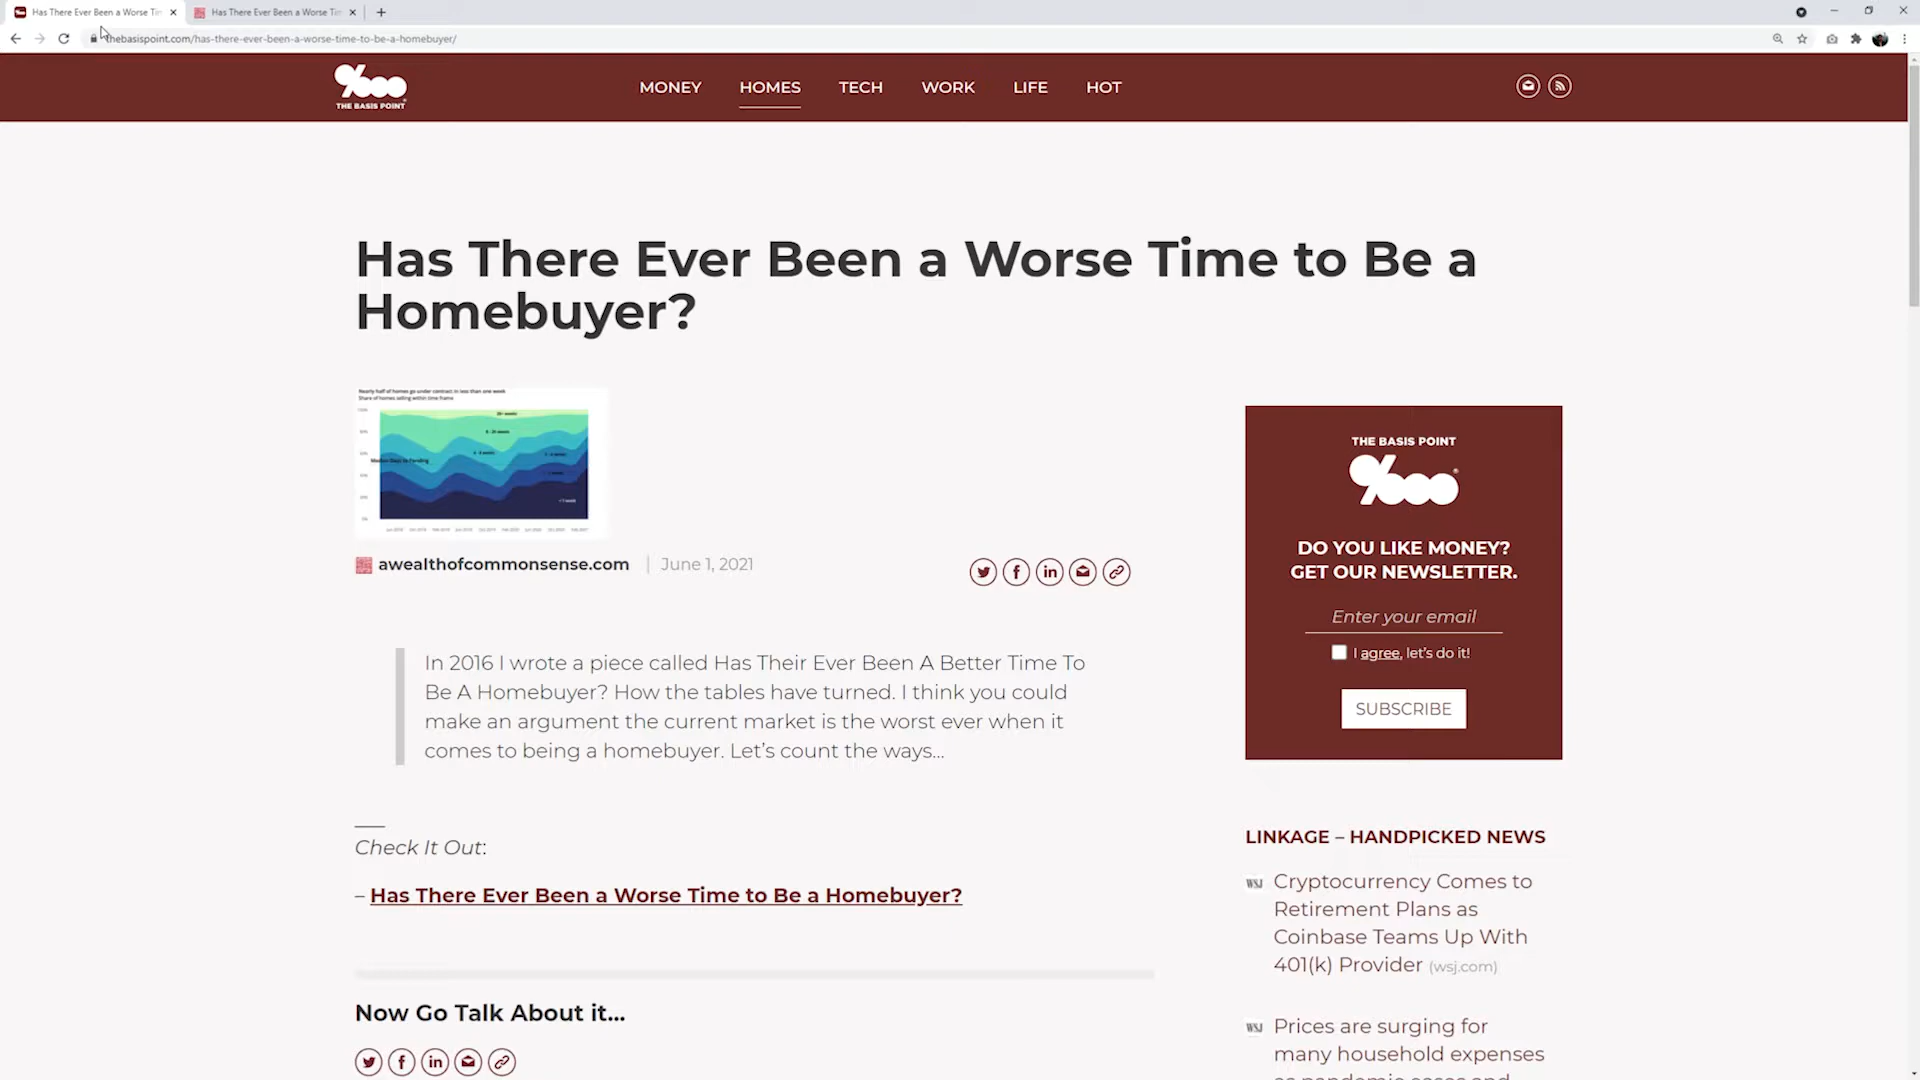 Has There Ever Been a Worse Tim
Has There Ever Been a Worse Tim
thebasispoint.com/has-there-ever-been-a-worse-time-to-be-a-homebuyer/
THE BASIS POINT
MONEY
HOMES
TECH
WORK
LIFE
HOT
Has There Ever Been a Worse Time to Be a
Homebuyer?
Nearly half of homes go under contract in less than one week
Share of homes selling within time frame
awealthofcommonsense.com
June 1, 2021
In 2016 I wrote a piece called Has Their Ever Been A Better Time To
Be A Homebuyer? How the tables have turned. I think you could
make an argument the current market is the worst ever when it
comes to being a homebuyer. Let’s count the ways…
Check It Out:
– Has There Ever Been a Worse Time to Be a Homebuyer?
Now Go Talk About it…
THE BASIS POINT
DO YOU LIKE MONEY?
GET OUR NEWSLETTER.
Enter your email
I agree, let’s do it!
SUBSCRIBE
LINKAGE – HANDPICKED NEWS
WSJ
Cryptocurrency Comes to
Retirement Plans as
Coinbase Teams Up With
401(k) Provider (wsj.com)
WSJ
Prices are surging for
many household expenses